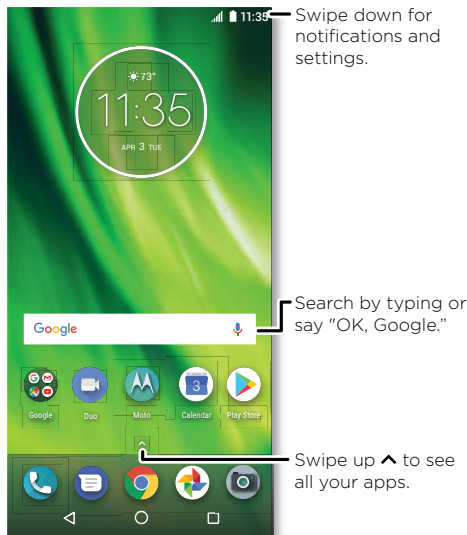 11:35
Swipe down for
notifications and
settings.
73°
11:35
APR 3 TUE
Google
Search by typing or
say "OK, Google.”
G M
3
Google Duo Moto Calendar Play Store
Swipe up ^ to see
all your apps.